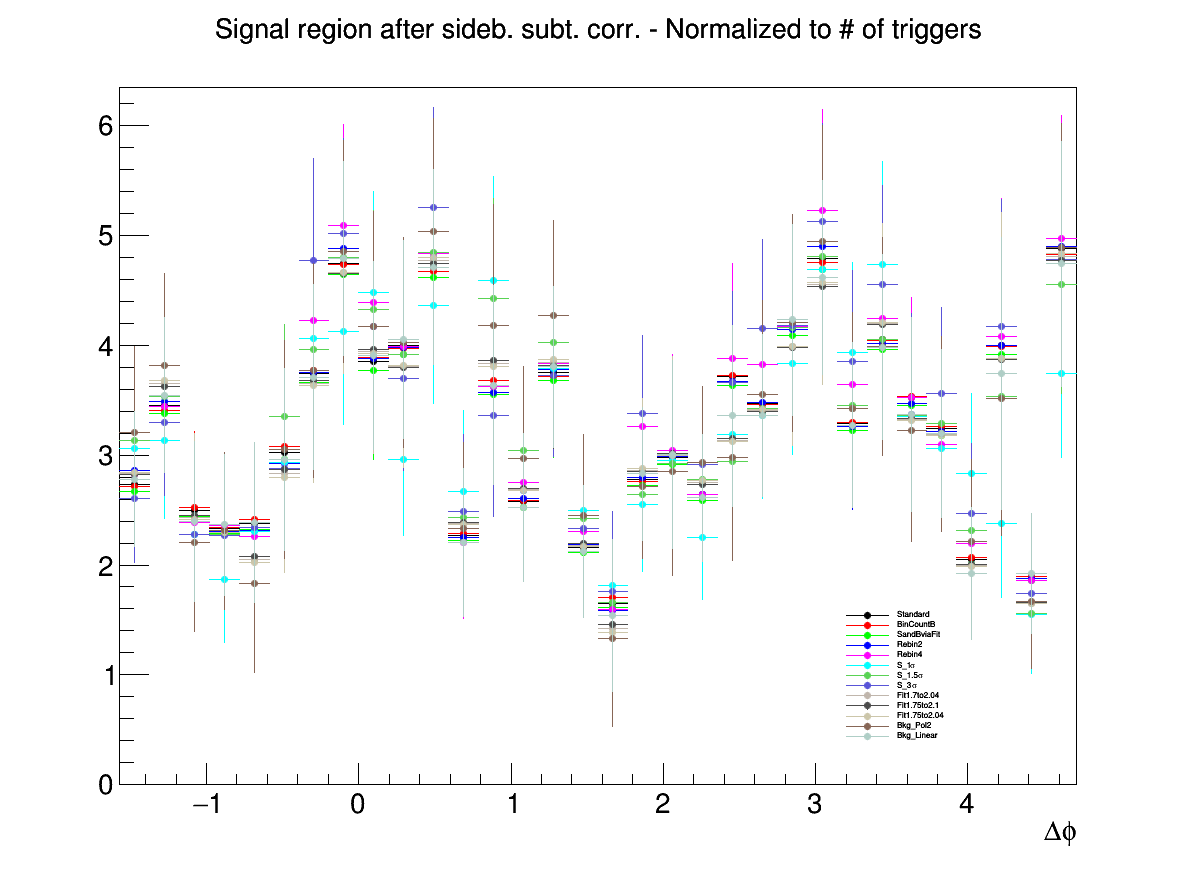 Signal region after sideb. subt. corr. - Normalized to # of triggers
6
5
4
3
2
1
0
Standard
BinCountB
SandBviaFit
Rebin2
Rebin4
S_1σ
S_1.5σ
S_3σ
Fit1.7to2.04
Fit1.75to2.1
Fit1.75to2.04
Bkg_Pol2
Bkg_Linear
−1 0 1 2 3 4
Δϕ